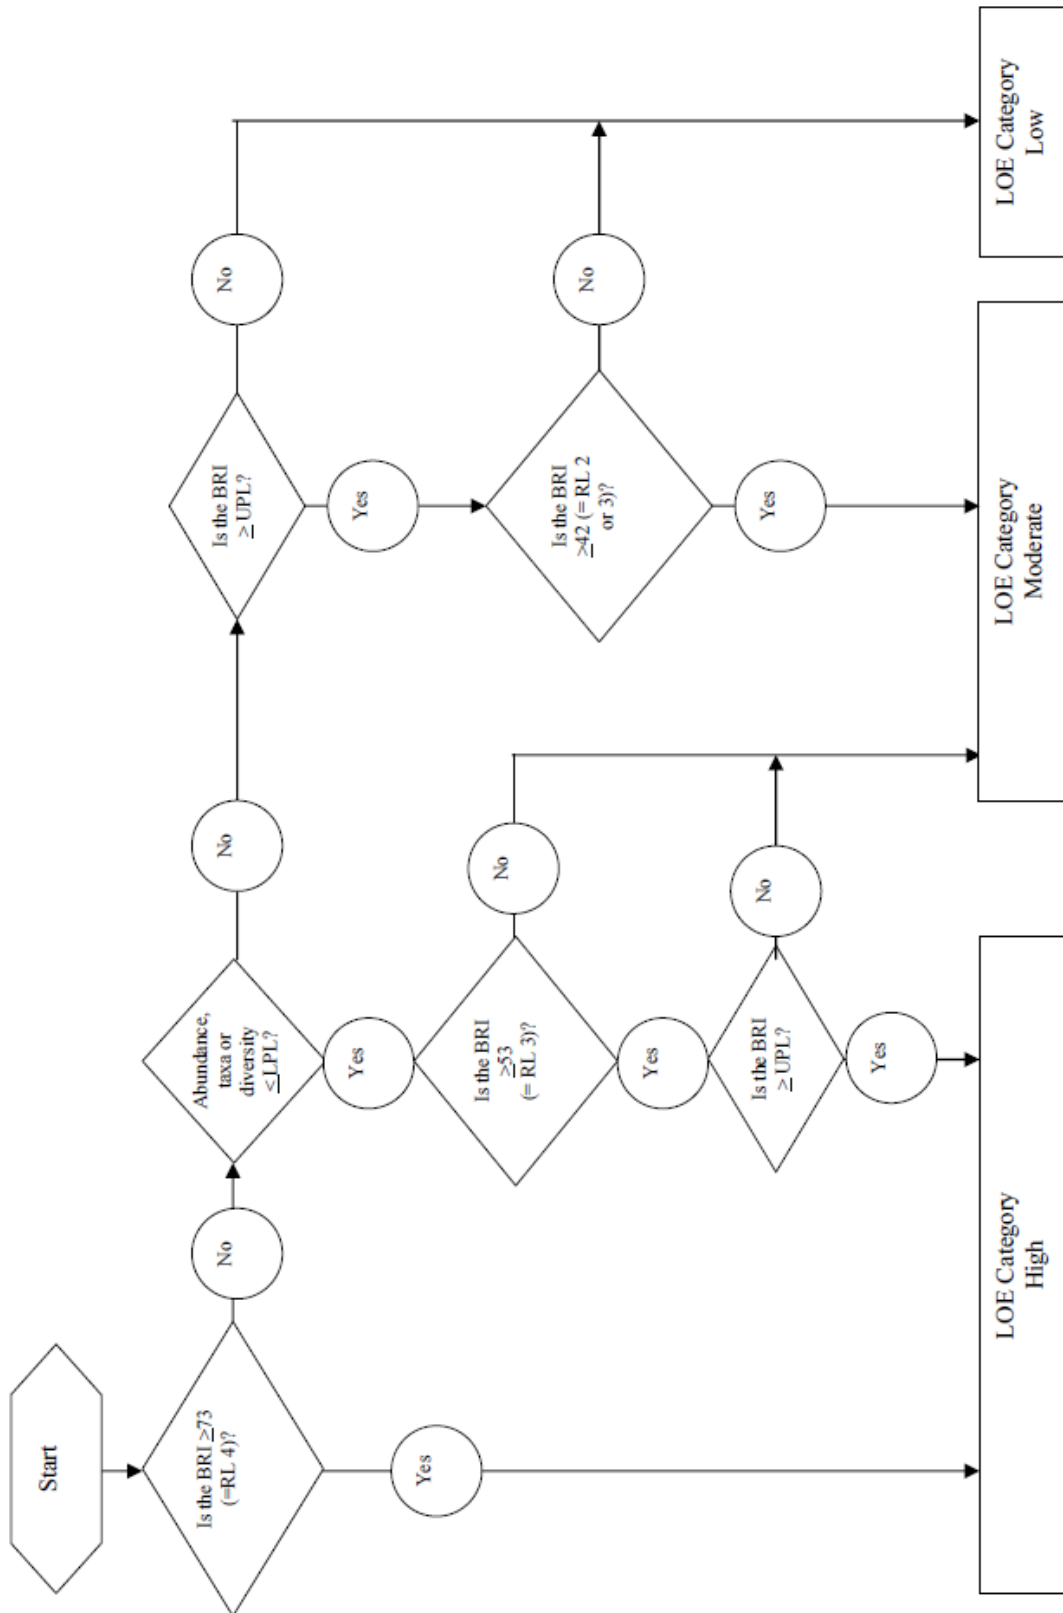 Start
Is the BRI ≥73
(=RL 4)?
No
Abundance,
taxa or
diversity
≤ LPL?
No
Is the BRI
≥ UPL?
No
Yes
Yes
Is the BRI
≥53
(= RL 3)?
No
Yes
Is the BRI
≥42 (= RL 2
or 3)?
No
Yes
Is the BRI
≥ UPL?
No
Yes
Yes
LOE Category
High
LOE Category
Moderate
LOE Category
Low